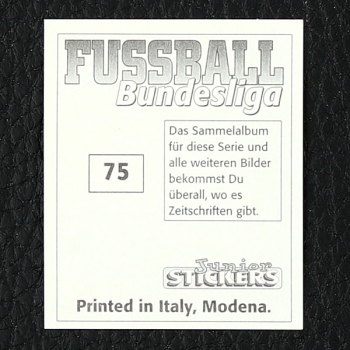 FUSSBALL
Bundesliga
Das Sammelalbum
für diese Serie und
alle weiteren Bilder
bekommst Du
überall, wo es
Zeitschriften gibt.
75
Junior
STICKERS
Printed in Italy, Modena.